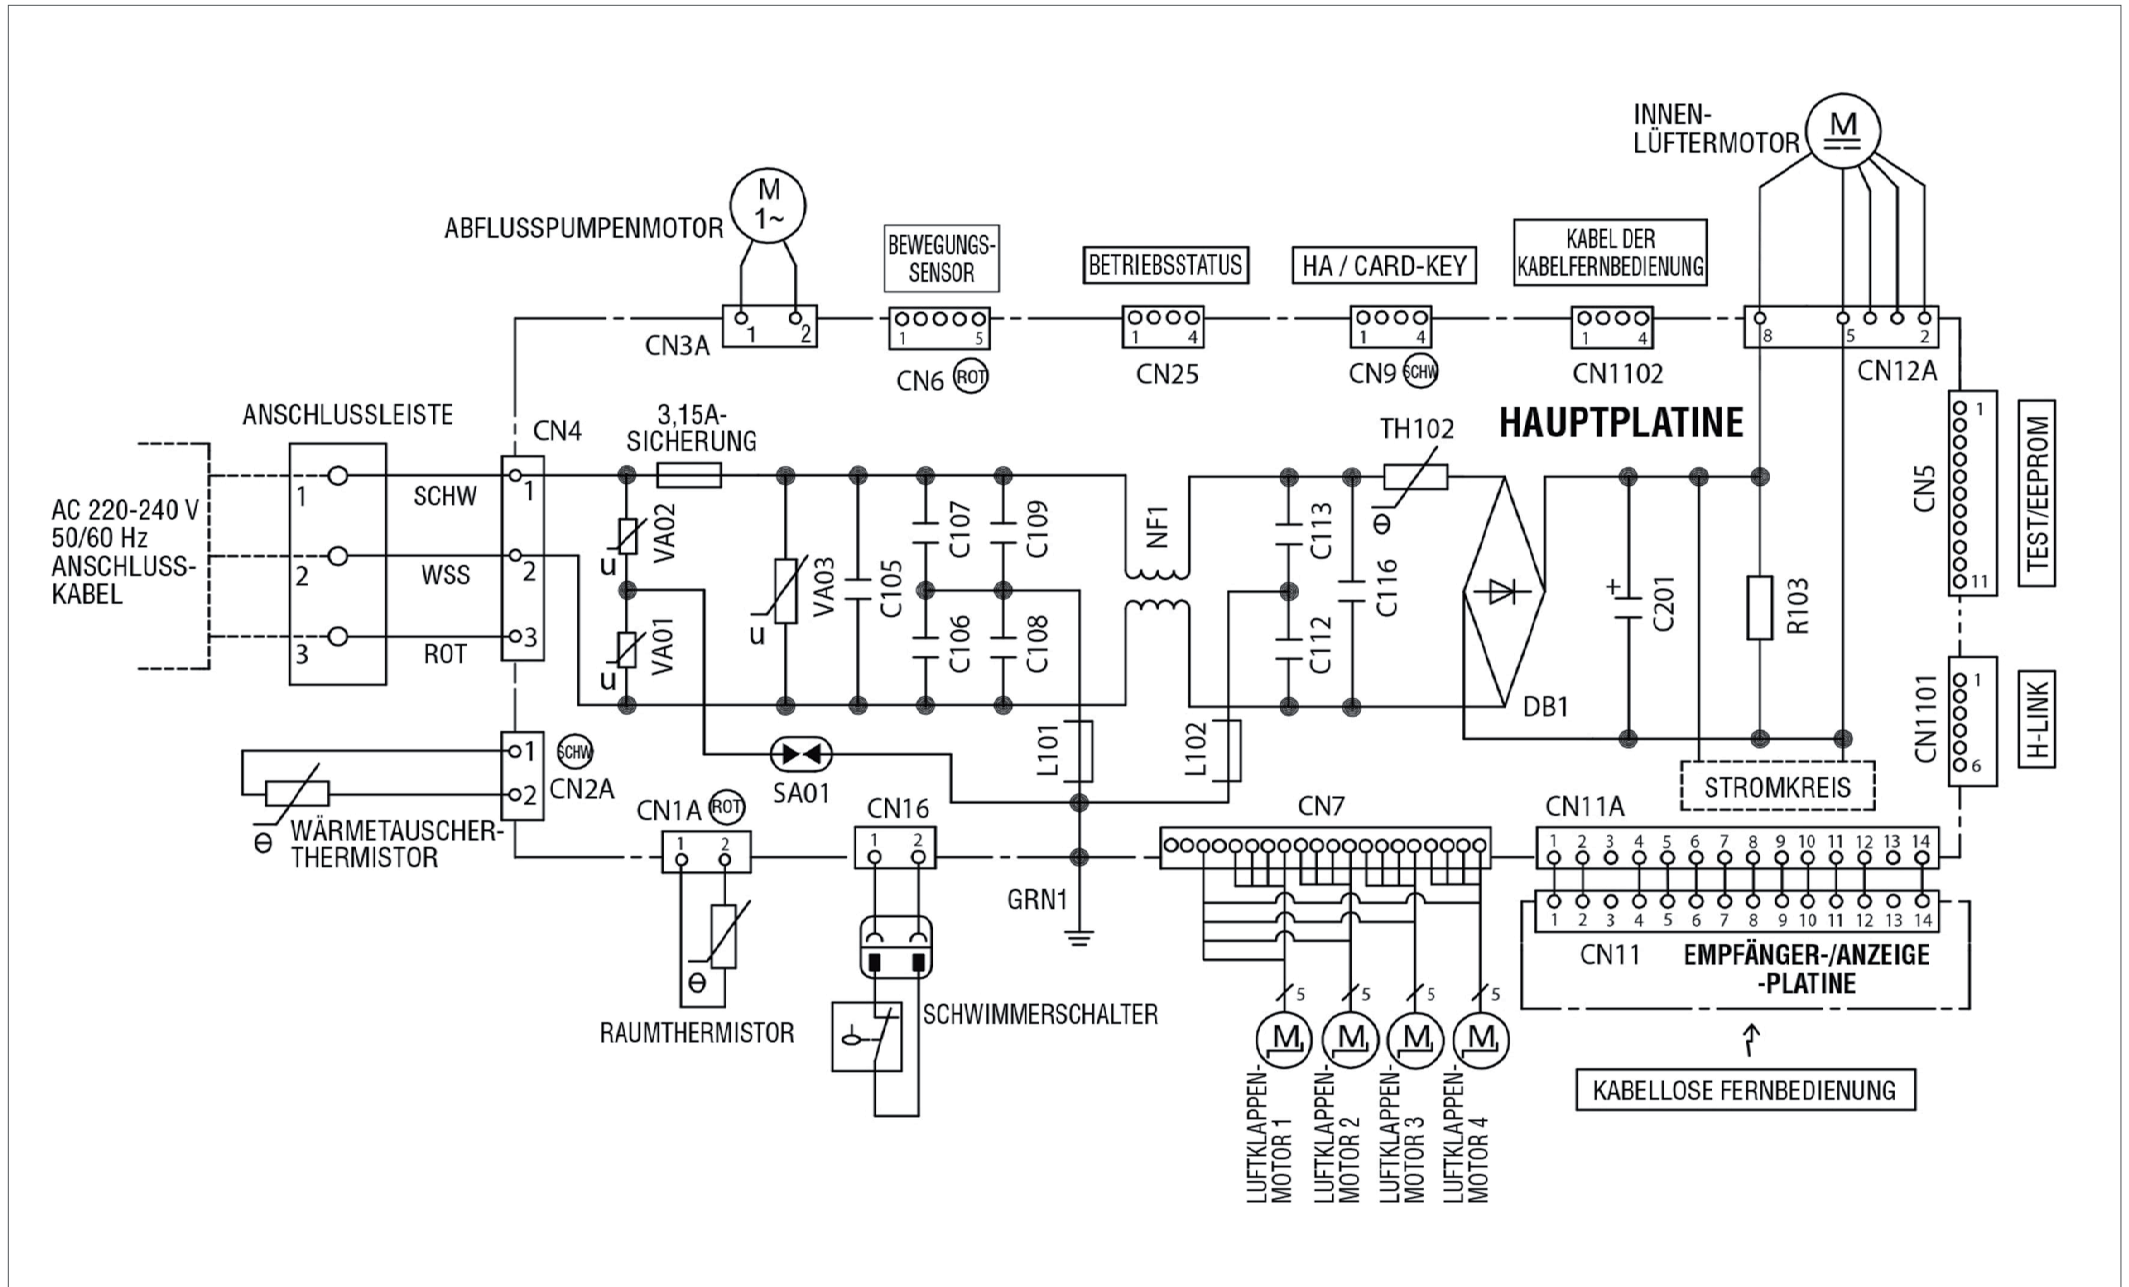 INNEN-
LÜFTERMOTOR
M
M
1~
ABFLUSSPUMPENMOTOR
BEWEGUNGS-
SENSOR
BETRIEBSSTATUS
HA / CARD-KEY
KABEL DER
KABELFERNBEDIENUNG
1 2
1 5
1 4
1 4
1 4
8 5 2
CN3A
CN6 ROT
CN25
CN9 SCHW
CN1102
CN12A
ANSCHLUSSLEISTE
CN4
3,15A-
SICHERUNG
TH102
HAUPTPLATINE
1
CN5
11
TEST/EEPROM
AC 220-240 V
50/60 Hz
ANSCHLUSS-
KABEL
1
2
3
SCHW
WSS
ROT
1
2
3
VA02
u
VA01
u
VA03
u
C105
C107
C106
C109
C108
NF1
C113
C112
C116
θ
DB1
+
C201
R103
1
CN1101
6
H-LINK
L101
L102
STROMKREIS
1 SCHW
2 CN2A
θ
WÄRMETAUSCHER-
THERMISTOR
SA01
CN1A ROT
1 2
θ
RAUMTHERMISTOR
CN16
1 2
SCHWIMMERSCHALTER
GRN1
CN7
CN11A
1 2 3 4 5 6 7 8 9 10 11 12 13 14
1 2 3 4 5 6 7 8 9 10 11 12 13 14
CN11
EMPFÄNGER-/ANZEIGE
-PLATINE
5 5 5 5
M M M M
LUFTKLAPPEN-
MOTOR 1
LUFTKLAPPEN-
MOTOR 2
LUFTKLAPPEN-
MOTOR 3
LUFTKLAPPEN-
MOTOR 4
KABELLOSE FERNBEDIENUNG